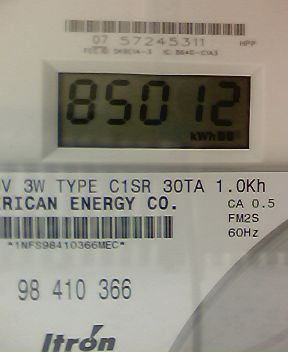 07 57245311 HPP
85012
kWh
V 3W TYPE C1SR 30TA 1.0Kh
RICAN ENERGY CO. CA 0.5
FM2S
60Hz
*1NFS98410366MEC*
98 410 366
Itron